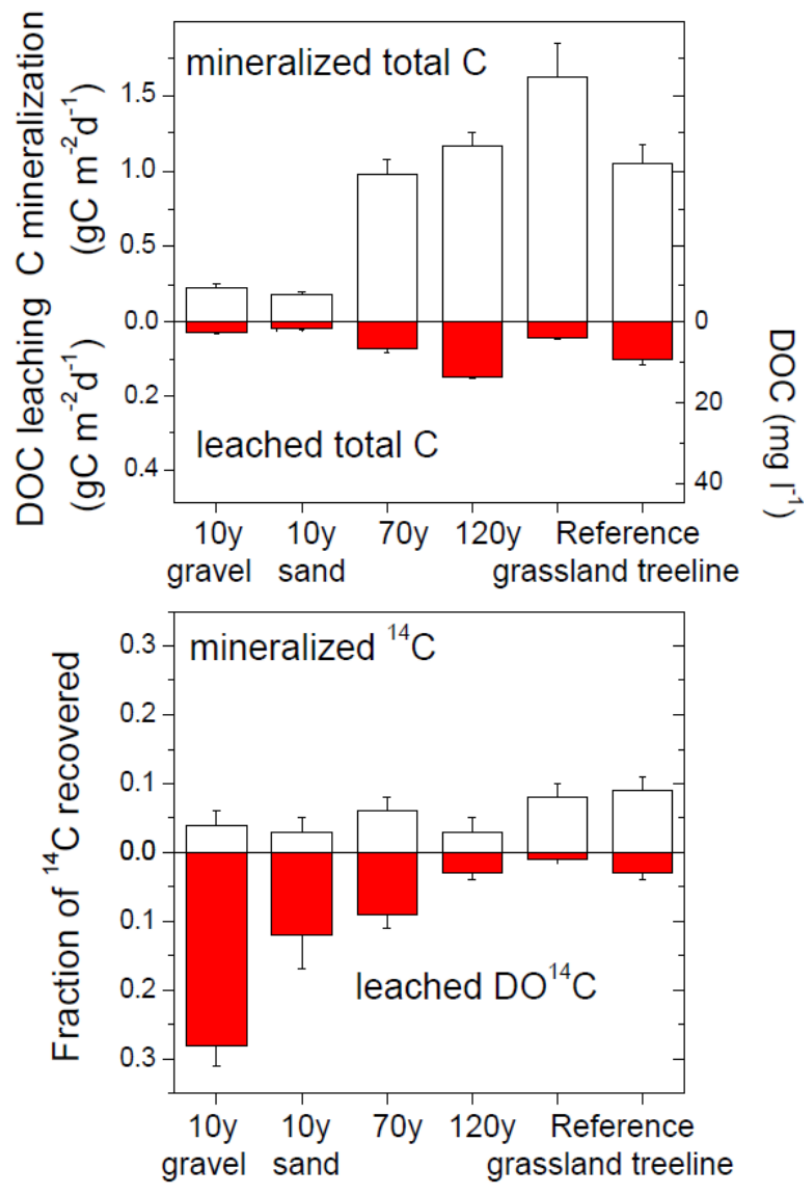 C mineralization
(gC m⁻²d⁻¹)
DOC leaching
(gC m⁻²d⁻¹)
mineralized total C
1.5
1.0
0.5
0.0
0.2
0.4
leached total C
0
20
40
DOC (mg l⁻¹)
10y 10y 70y 120y Reference
gravel sand grassland treeline
Fraction of ¹⁴C recovered
mineralized ¹⁴C
0.3
0.2
0.1
0.0
0.1
0.2
0.3
leached DO¹⁴C
10y 10y 70y 120y Reference
gravel sand grassland treeline